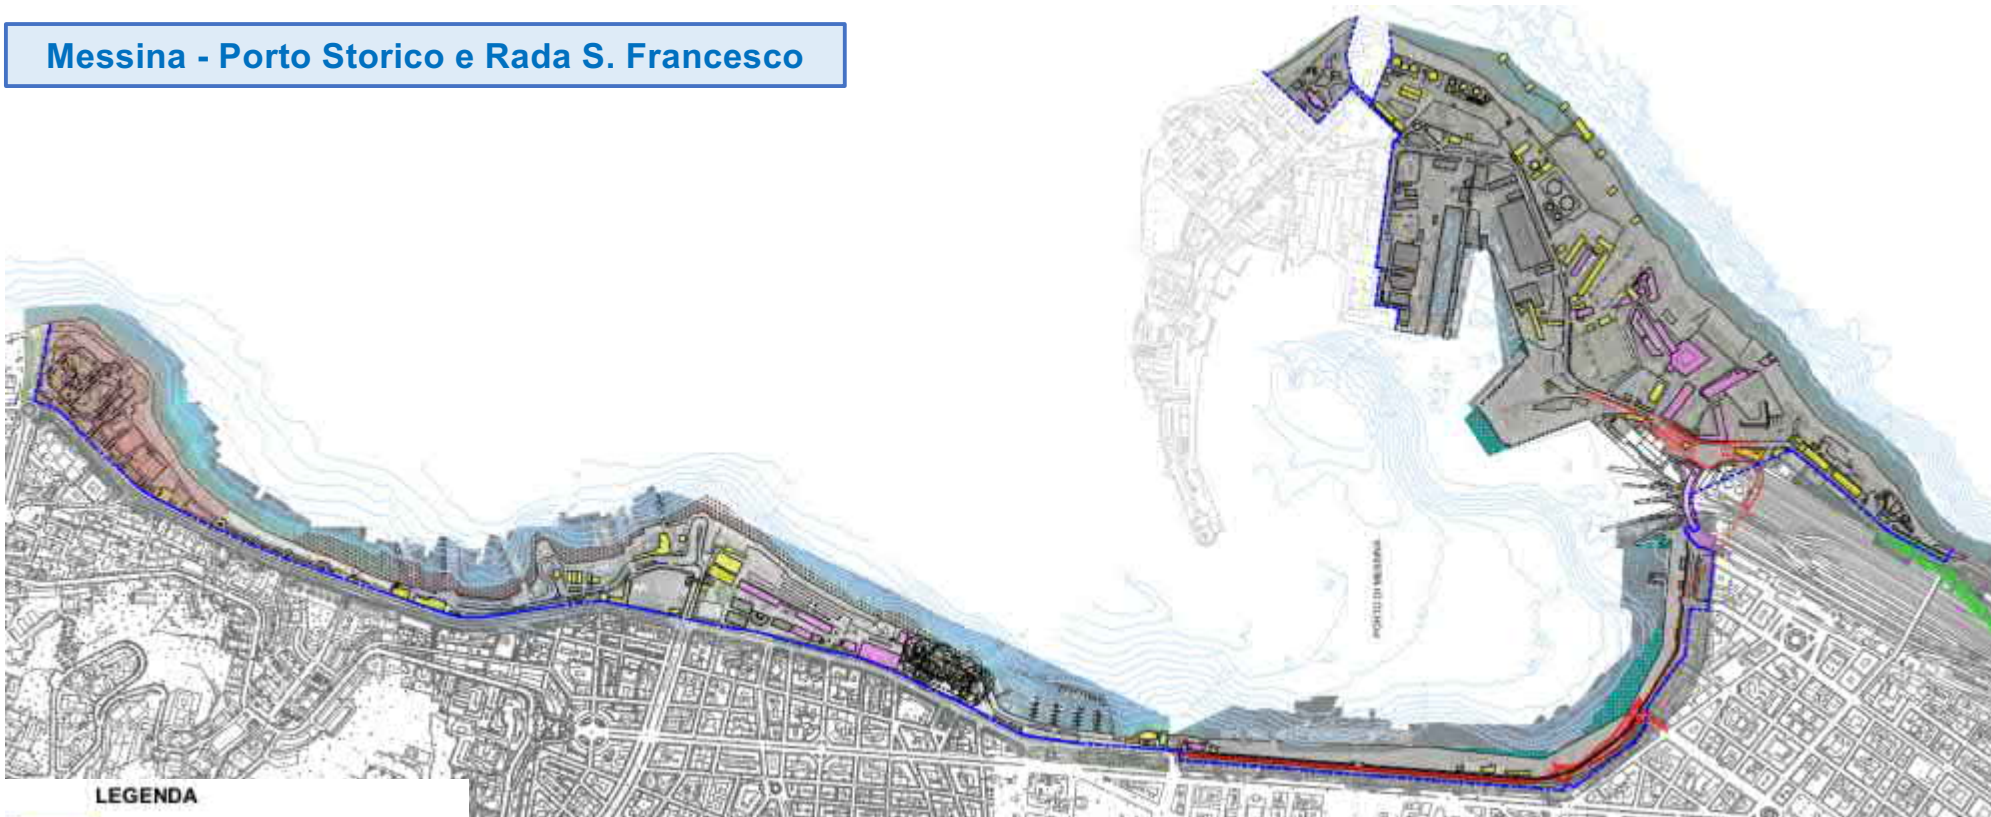 Messina - Porto Storico e Rada S. Francesco
PORTO DI MESSINA
LEGENDA